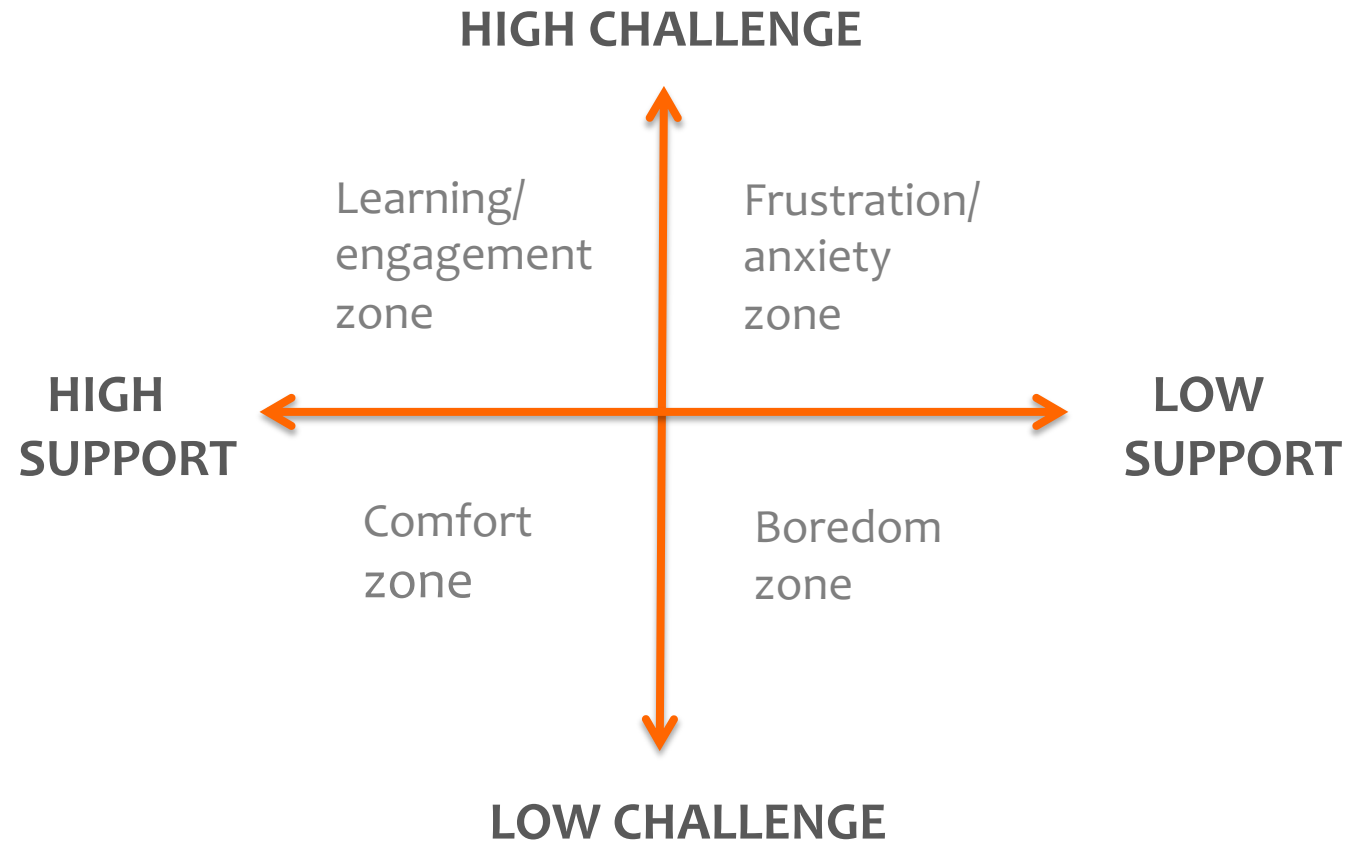 HIGH CHALLENGE
Learning/
engagement
zone
Frustration/
anxiety
zone
HIGH
SUPPORT
LOW
SUPPORT
Comfort
zone
Boredom
zone
LOW CHALLENGE